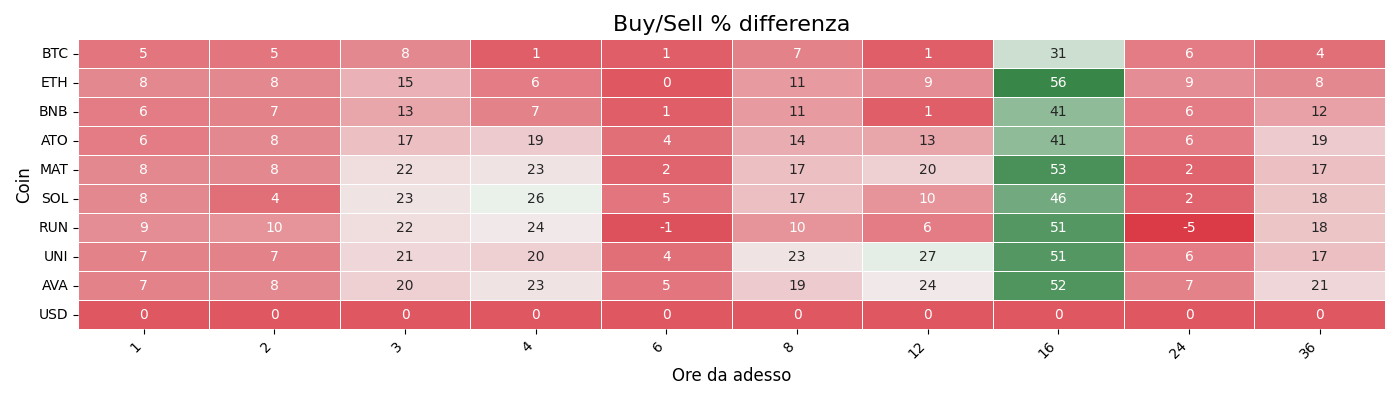 Buy/Sell % differenza
Coin
BTC 5 5 8 1 1 7 1 31 6 4
ETH 8 8 15 6 0 11 9 56 9 8
BNB 6 7 13 7 1 11 1 41 6 12
ATO 6 8 17 19 4 14 13 41 6 19
MAT 8 8 22 23 2 17 20 53 2 17
SOL 8 4 23 26 5 17 10 46 2 18
RUN 9 10 22 24 -1 10 6 51 -5 18
UNI 7 7 21 20 4 23 27 51 6 17
AVA 7 8 20 23 5 19 24 52 7 21
USD 0 0 0 0 0 0 0 0 0 0
1 2 3 4 6 8 12 16 24 36
Ore da adesso